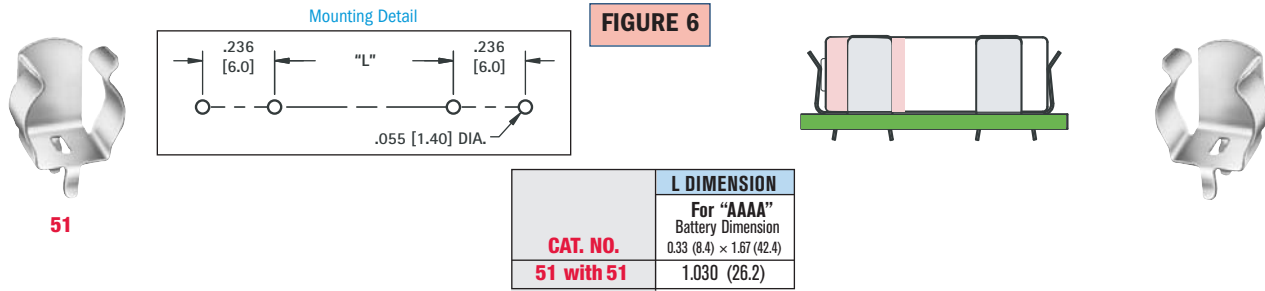 Mounting Detail
FIGURE 6
.236
[6.0]
"L"
.236
[6.0]
.055 [1.40] DIA.
51
L DIMENSION
For “AAAA”
Battery Dimension
CAT. NO.
0.33 (8.4) × 1.67 (42.4)
51 with 51
1.030 (26.2)